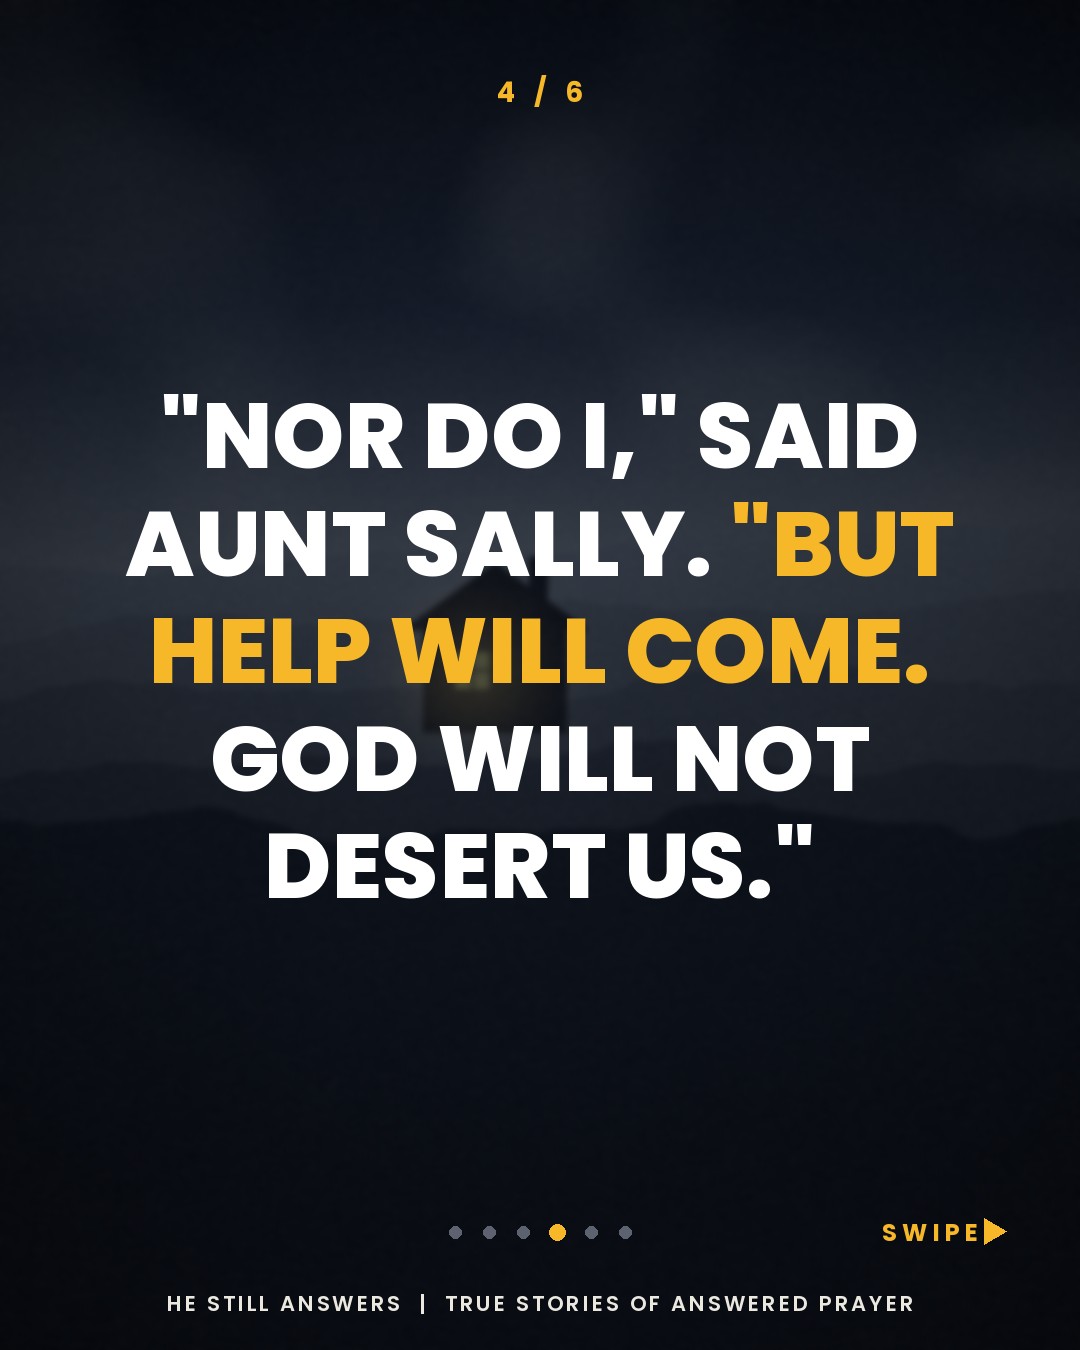 4 / 6
"NOR DO I," SAID
AUNT SALLY. "BUT
HELP WILL COME.
GOD WILL NOT
DESERT US."
SWIPE
HE STILL ANSWERS | TRUE STORIES OF ANSWERED PRAYER